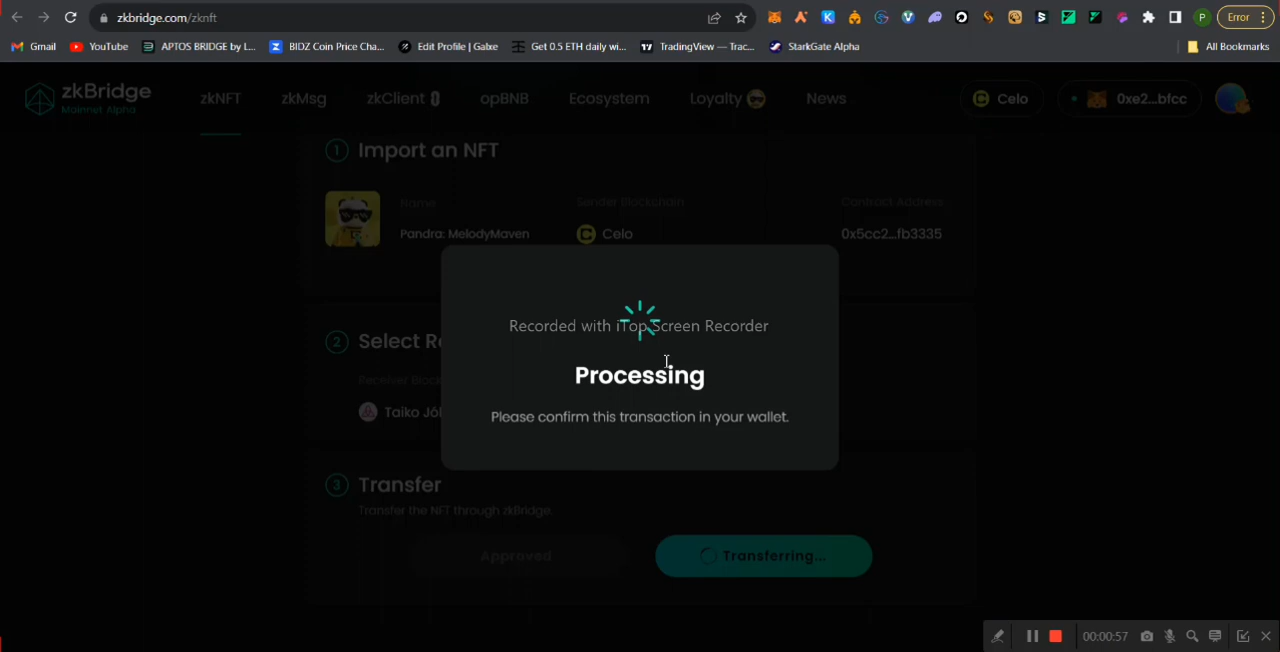 zkbridge.com/zknft
P
Error
Gmail
YouTube
APTOS BRIDGE by L...
BIDZ Coin Price Cha...
Edit Profile | Galxe
Get 0.5 ETH daily wi...
TradingView — Trac...
StarkGate Alpha
All Bookmarks
zkBridge
Mainnet Alpha
zkNFT
zkMsg
zkClient
opBNB
Ecosystem
Loyalty
News
Celo
0xe2...bfcc
1 Import an NFT
Name
Sender Blockchain
Contract Address
Pandra: MelodyMaven
Celo
0x5cc2...fb3335
Recorded with iTop Screen Recorder
2 Select Re
Processing
Receiver Block
Taiko Jól
Please confirm this transaction in your wallet.
3 Transfer
Transfer the NFT through zkBridge.
Approved
Transferring...
00:00:57